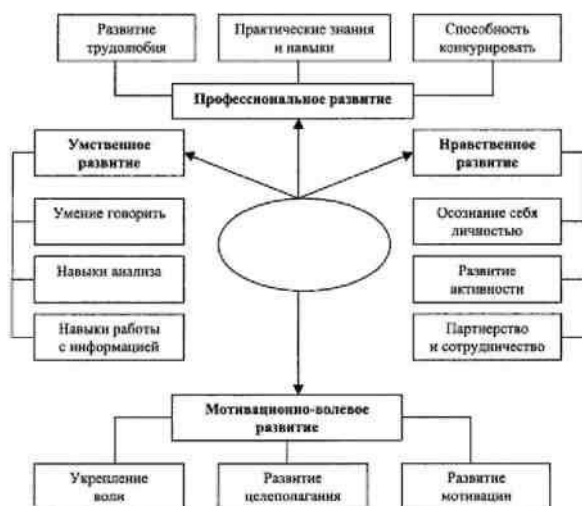 Развитие
трудолюбия
Практические знания
и навыки
Способность
конкурировать
Профессиональное развитие
Умственное
развитие
Нравственное
развитие
Умение говорить
Осознание себя
личностью
Навыки анализа
Развитие
активности
Навыки работы
с информацией
Партнерство
и сотрудничество
Мотивационно-волевое
развитие
Укрепление
воли
Развитие
целеполагания
Развитие
мотивации